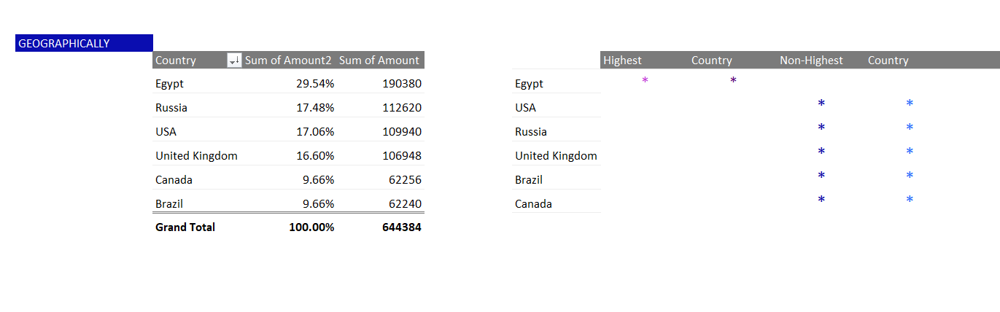 GEOGRAPHICALLY
Country Sum of Amount2 Sum of Amount Highest Country Non-Highest Country
Egypt 29.54% 190380 Egypt * *
Russia 17.48% 112620 USA * *
USA 17.06% 109940 Russia * *
United Kingdom 16.60% 106948 United Kingdom * *
Canada 9.66% 62256 Brazil * *
Brazil 9.66% 62240 Canada * *
Grand Total 100.00% 644384